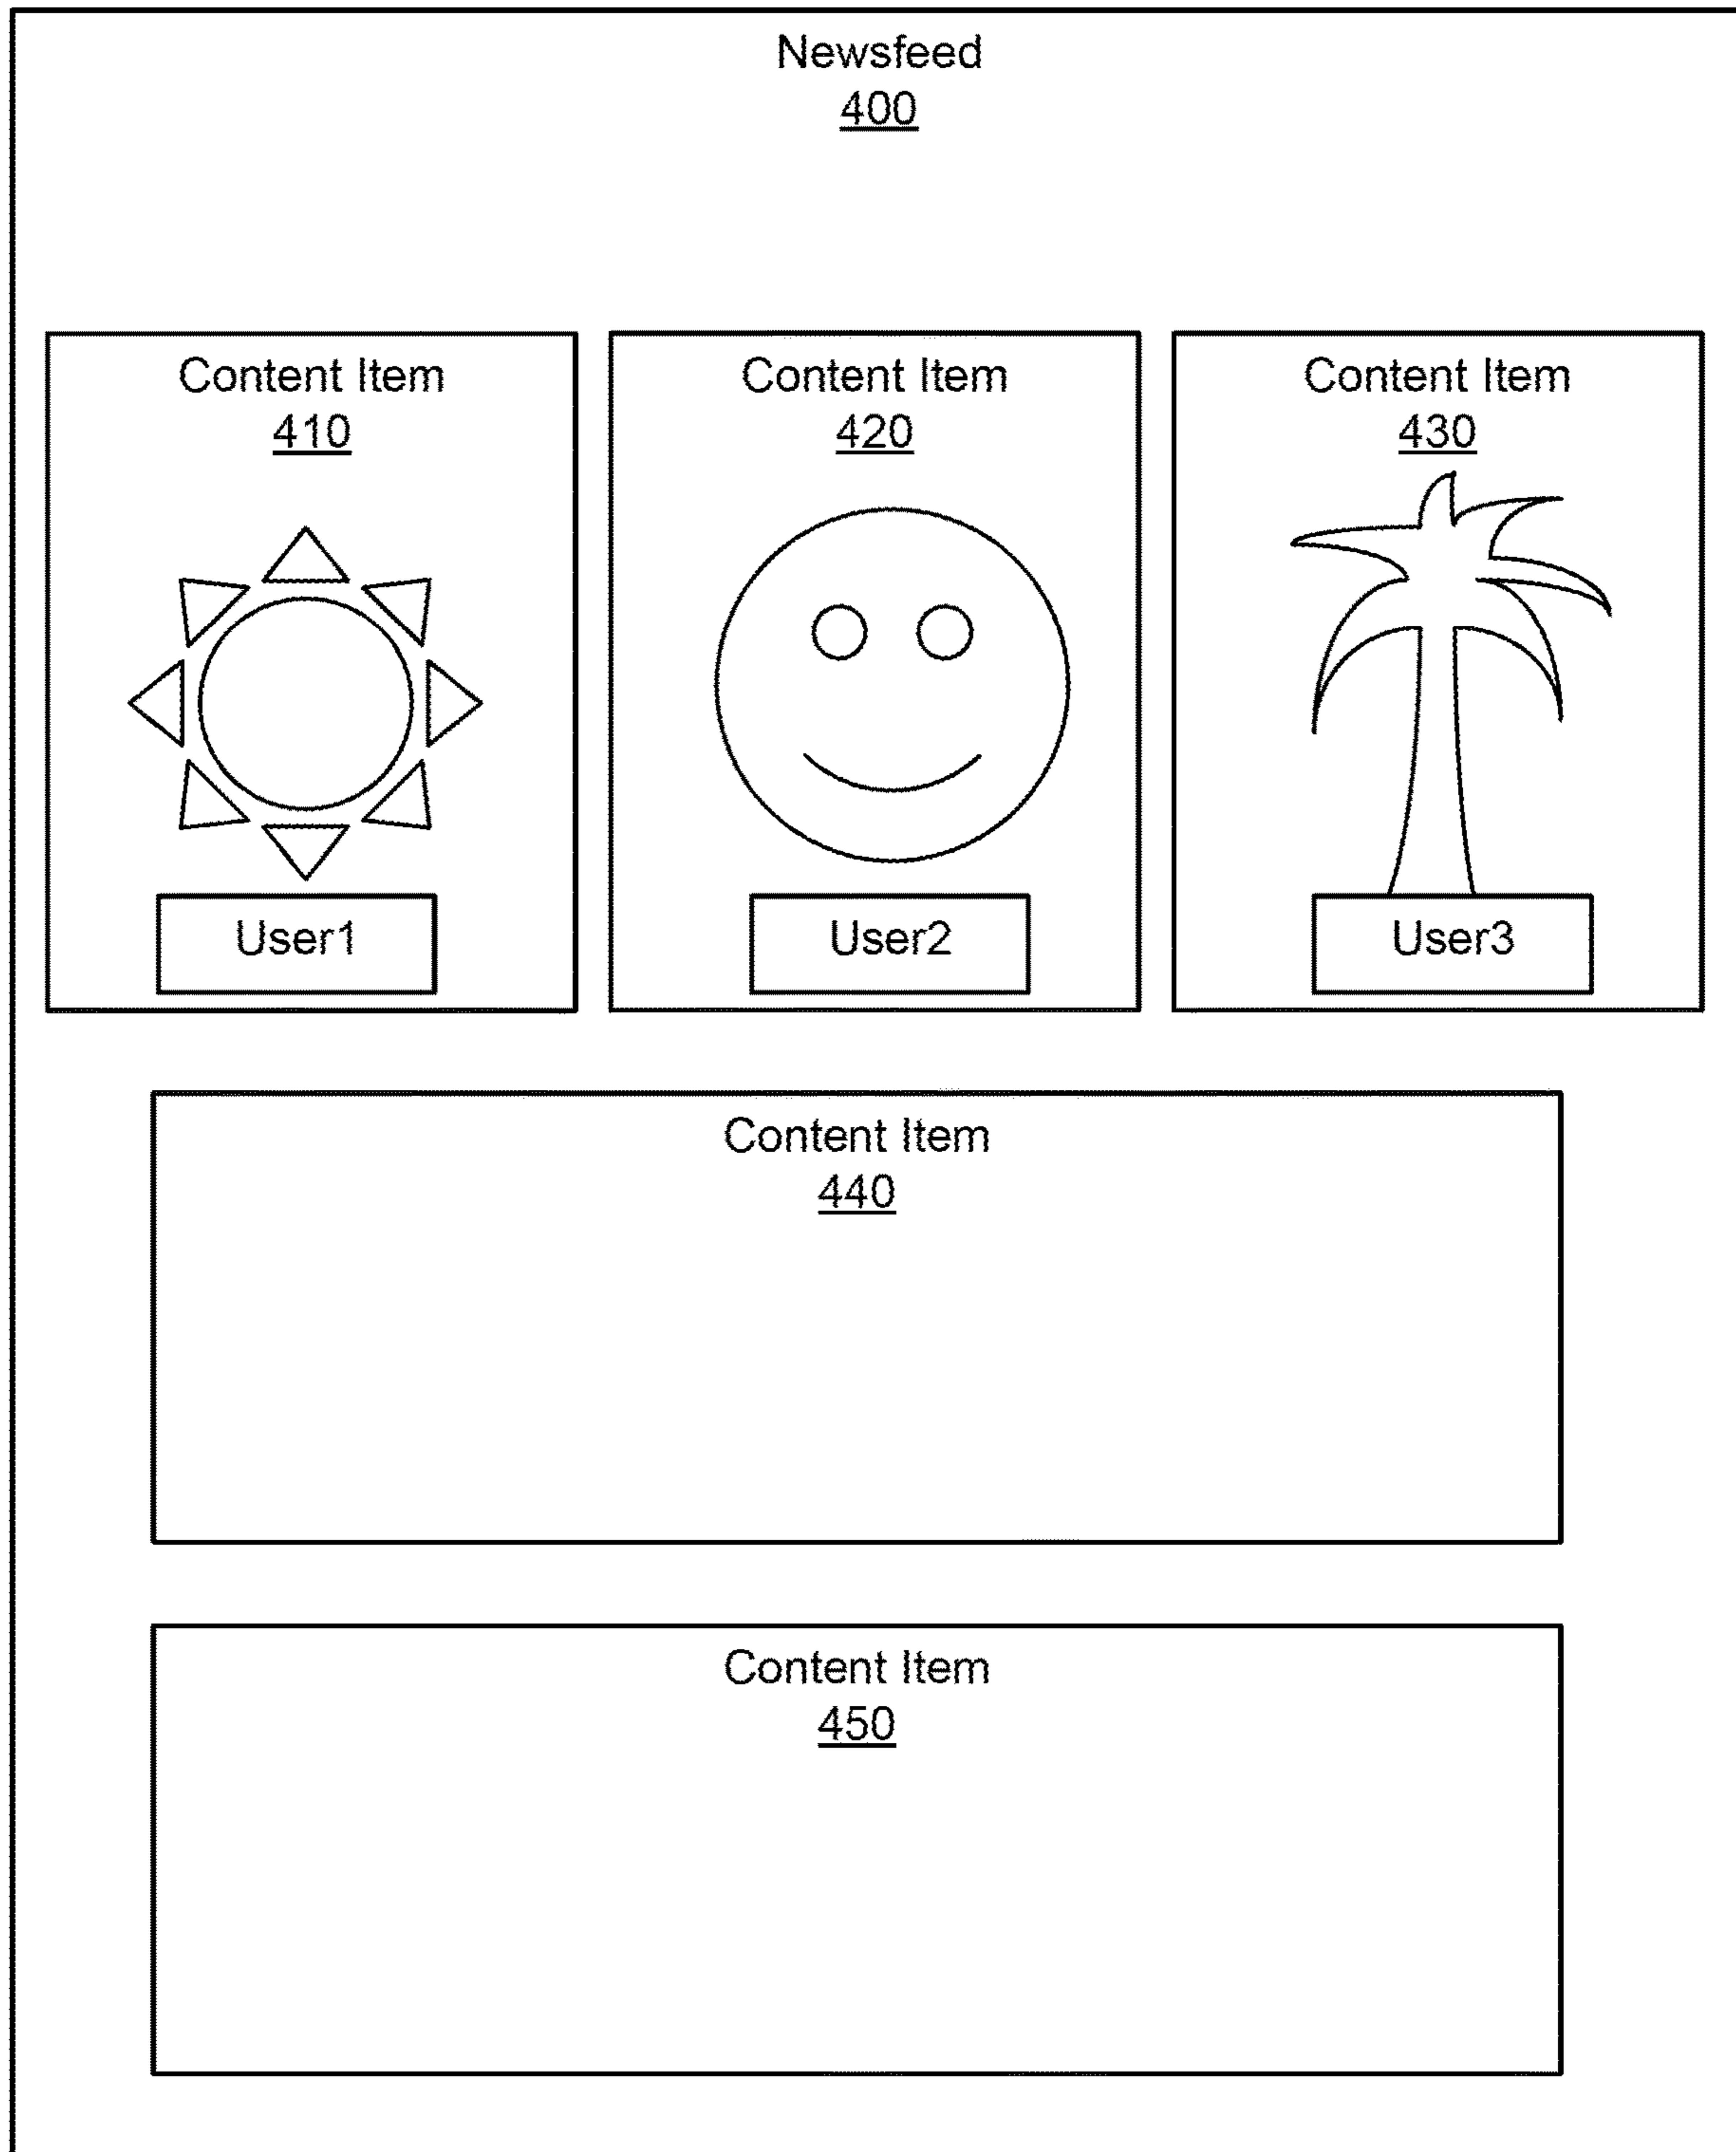 Newsfeed
400
Content Item
410
User1
Content Item
420
User2
Content Item
430
User3
Content Item
440
Content Item
450